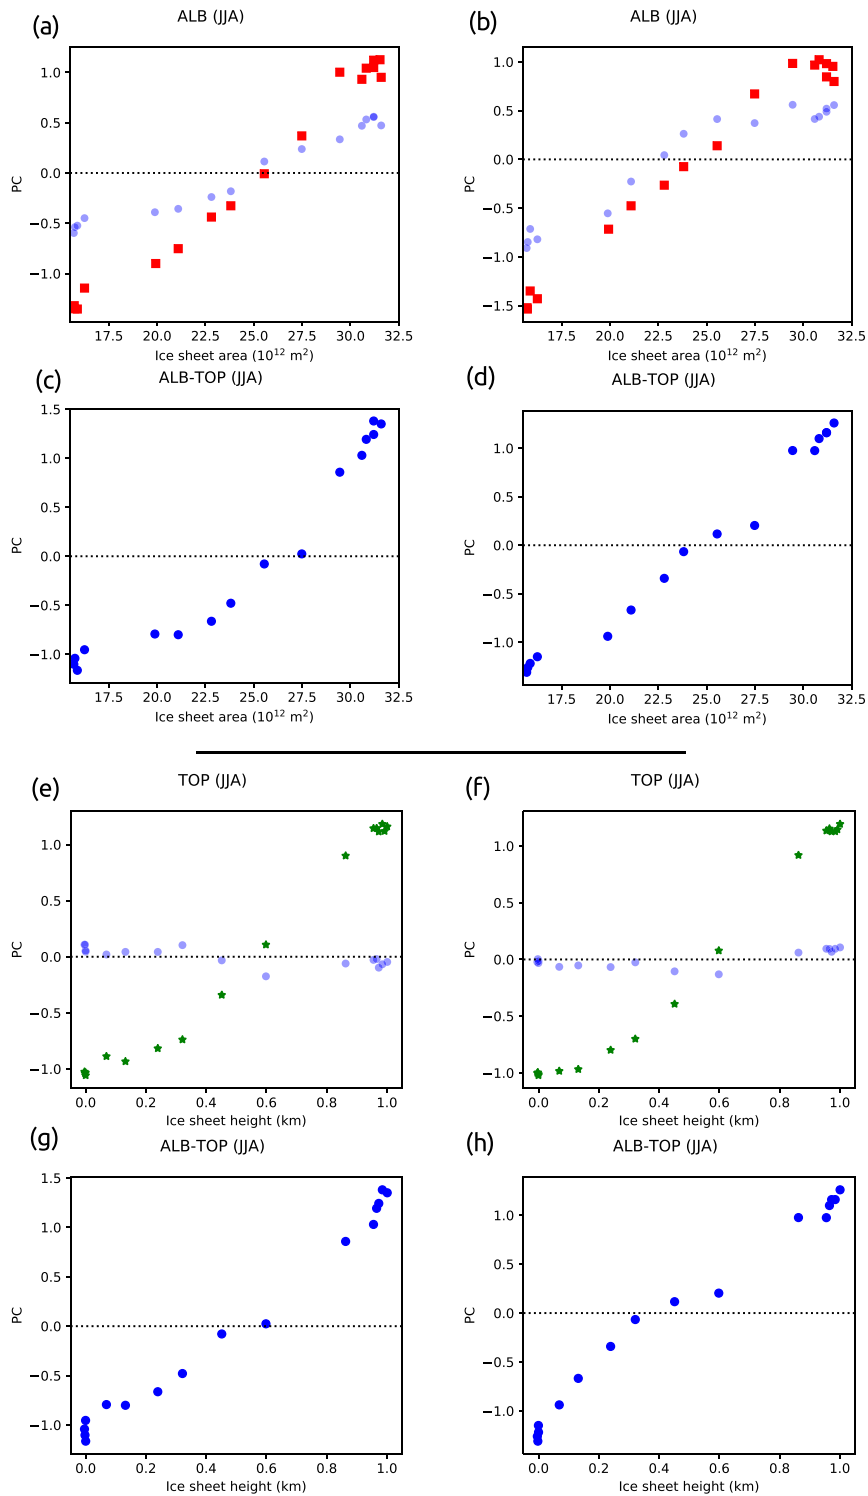 (a) ALB (JJA)
PC
1.0
0.5
0.0
−0.5
−1.0
17.5 20.0 22.5 25.0 27.5 30.0 32.5
Ice sheet area (10¹² m²)
(b) ALB (JJA)
PC
1.0
0.5
0.0
−0.5
−1.0
−1.5
17.5 20.0 22.5 25.0 27.5 30.0 32.5
Ice sheet area (10¹² m²)
(c) ALB-TOP (JJA)
PC
1.5
1.0
0.5
0.0
−0.5
−1.0
17.5 20.0 22.5 25.0 27.5 30.0 32.5
Ice sheet area (10¹² m²)
(d) ALB-TOP (JJA)
PC
1.0
0.5
0.0
−0.5
−1.0
17.5 20.0 22.5 25.0 27.5 30.0 32.5
Ice sheet area (10¹² m²)
(e) TOP (JJA)
PC
1.0
0.5
0.0
−0.5
−1.0
0.0 0.2 0.4 0.6 0.8 1.0
Ice sheet height (km)
(f) TOP (JJA)
PC
1.0
0.5
0.0
−0.5
−1.0
0.0 0.2 0.4 0.6 0.8 1.0
Ice sheet height (km)
(g) ALB-TOP (JJA)
PC
1.5
1.0
0.5
0.0
−0.5
−1.0
0.0 0.2 0.4 0.6 0.8 1.0
Ice sheet height (km)
(h) ALB-TOP (JJA)
PC
1.0
0.5
0.0
−0.5
−1.0
0.0 0.2 0.4 0.6 0.8 1.0
Ice sheet height (km)